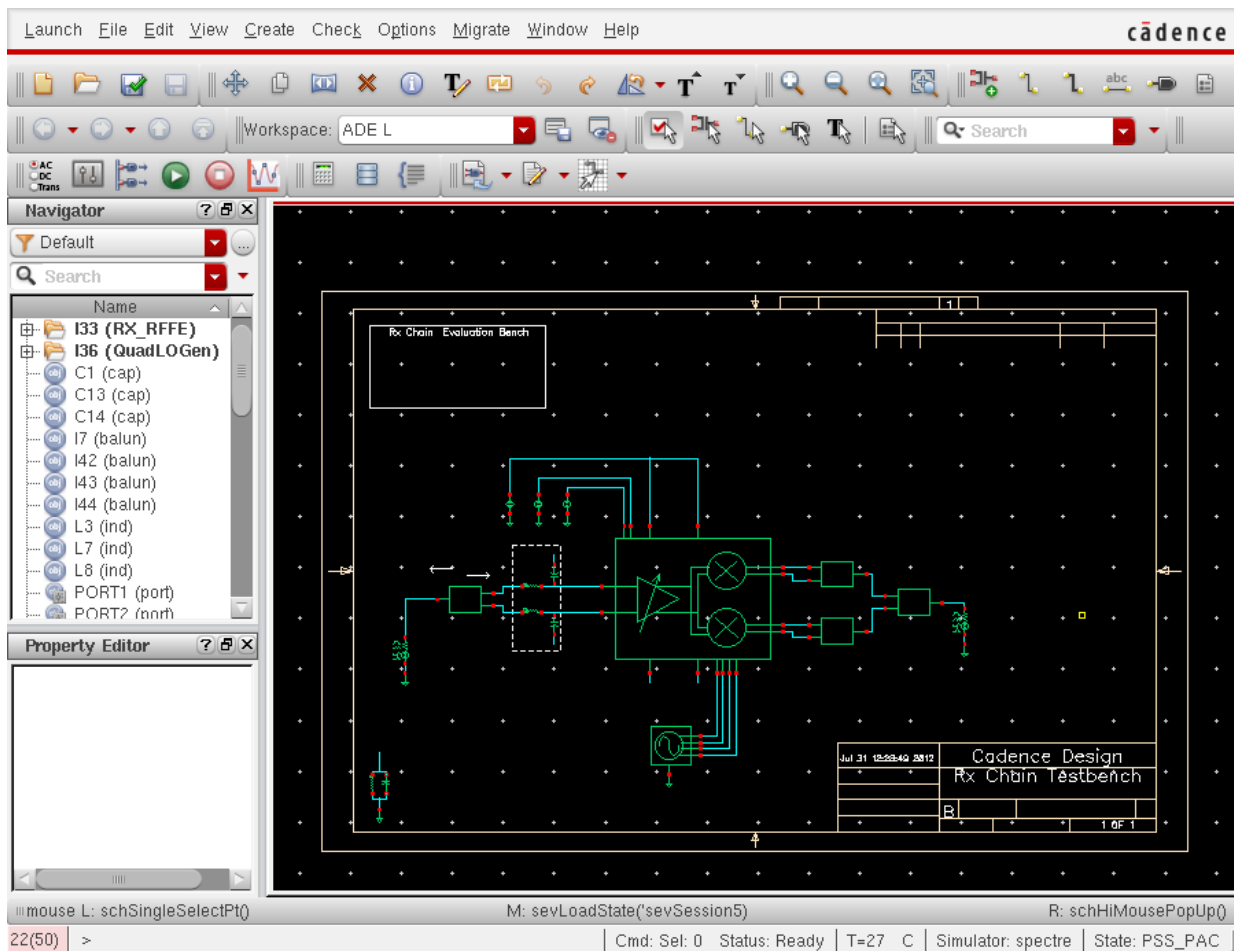 Launch File Edit View Create Check Options Migrate Window Help
cādence
abc
Workspace: ADE L
Search
AC
DC
Trans
Navigator
Default
Search
Name
I33 (RX_RFFE)
I36 (QuadLOGen)
C1 (cap)
C13 (cap)
C14 (cap)
I7 (balun)
I42 (balun)
I43 (balun)
I44 (balun)
L3 (ind)
L7 (ind)
L8 (ind)
PORT1 (port)
PORT2 (port)
Property Editor
1
Rx Chain Evaluation Bench
Jul 31 12:23:49 2012
Cadence Design
Rx Chain Testbench
B
1 OF 1
mouse L: schSingleSelectPt()
M: sevLoadState('sevSession5)
R: schHiMousePopUp()
22(50) >
Cmd: Sel: 0 Status: Ready T=27 C Simulator: spectre State: PSS_PAC